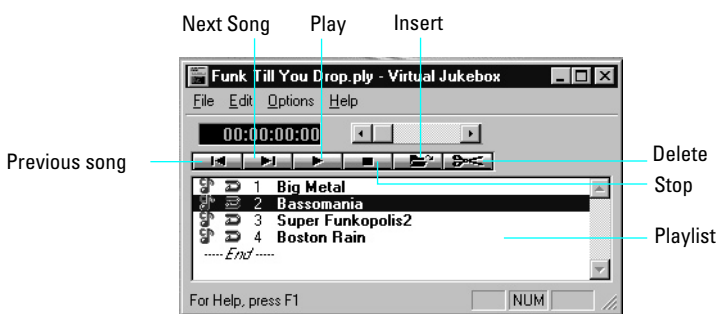 Next Song Play Insert
Funk Till You Drop.ply - Virtual Jukebox
File Edit Options Help
00:00:00:00
Previous song
Delete
Stop
1 Big Metal
2 Bassomania
3 Super Funkopolis2
4 Boston Rain
Playlist
----- End -----
For Help, press F1 NUM